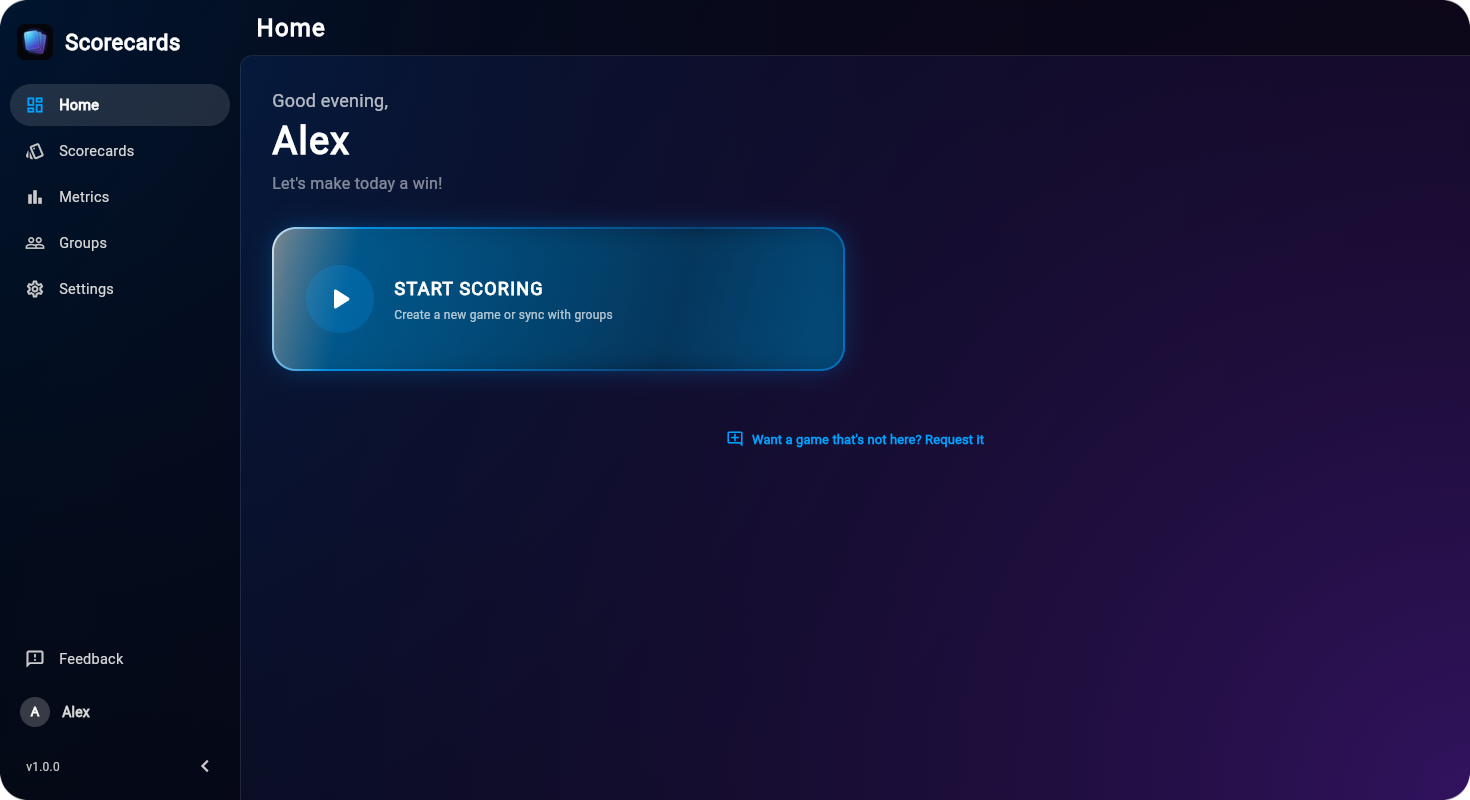 Scorecards
Home
Scorecards
Metrics
Groups
Settings
Feedback
A
Alex
v1.0.0
Home
Good evening,
Alex
Let's make today a win!
START SCORING
Create a new game or sync with groups
Want a game that's not here? Request it